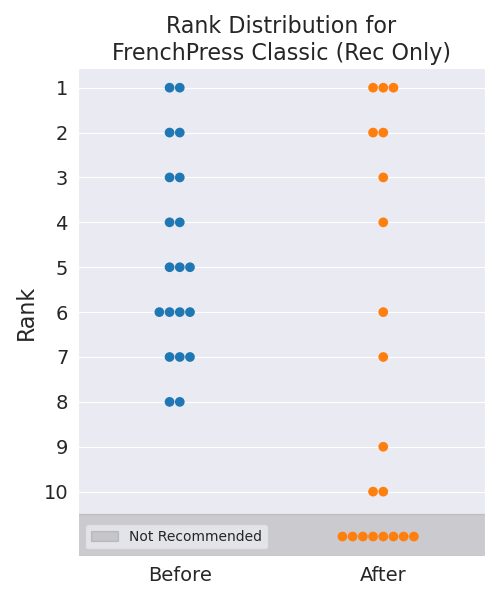 Rank Distribution for
FrenchPress Classic (Rec Only)
Rank
1
2
3
4
5
6
7
8
9
10
Not Recommended
Before After